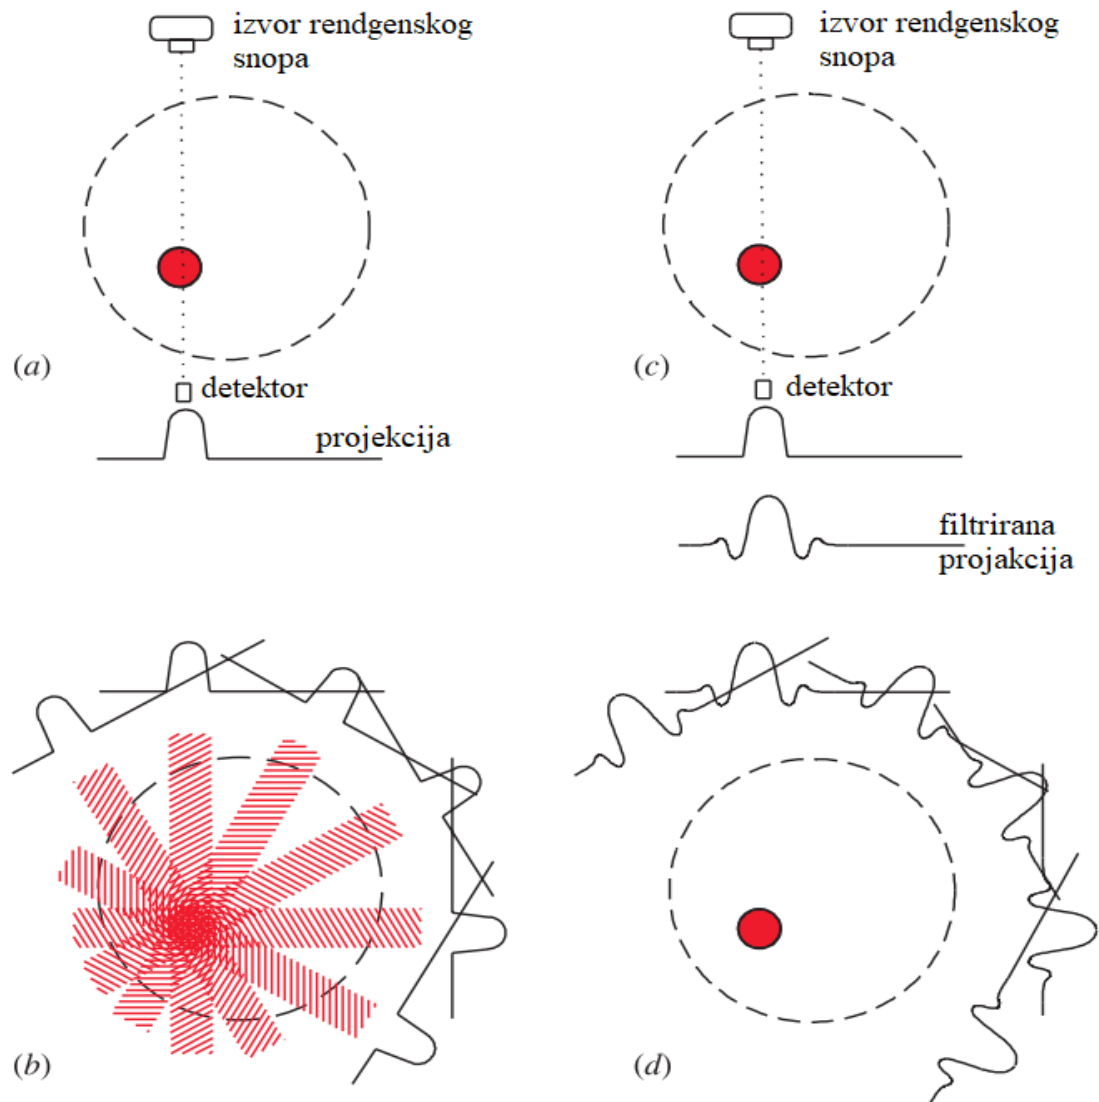 izvor rendgenskog
snopa
(a)
detektor
projekcija
izvor rendgenskog
snopa
(c)
detektor
filtrirana
projakcija
(b)
(d)